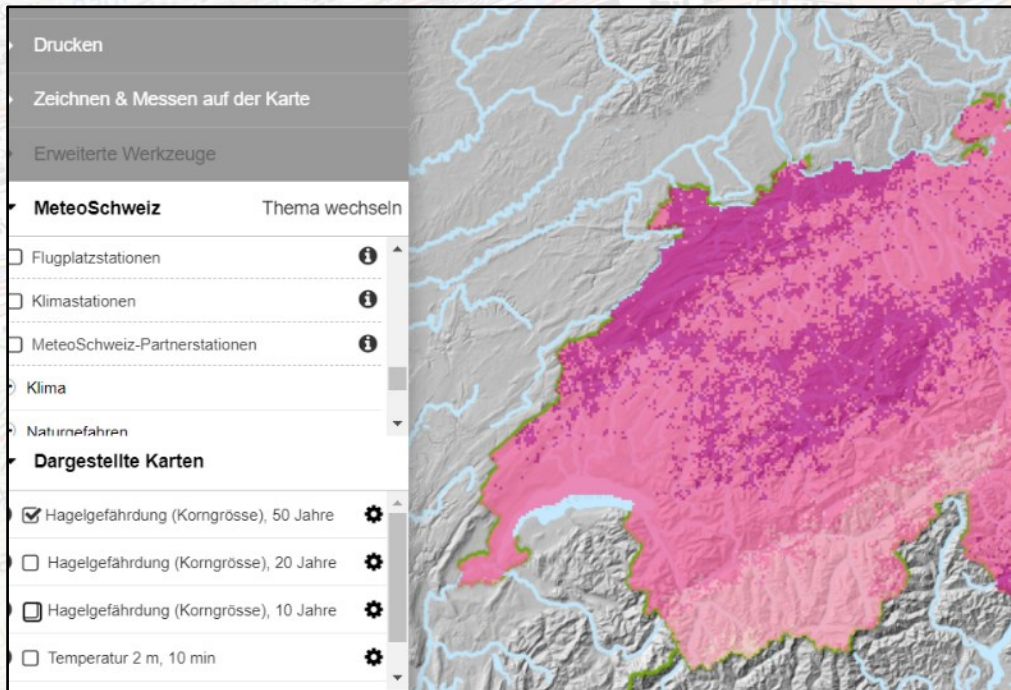 Drucken
Zeichnen & Messen auf der Karte
Erweiterte Werkzeuge
MeteoSchweiz Thema wechseln
Flugplatzstationen
Klimastationen
MeteoSchweiz-Partnerstationen
Klima
Naturgefahren
Dargestellte Karten
Hagelgefährdung (Korngrösse), 50 Jahre
Hagelgefährdung (Korngrösse), 20 Jahre
Hagelgefährdung (Korngrösse), 10 Jahre
Temperatur 2 m, 10 min